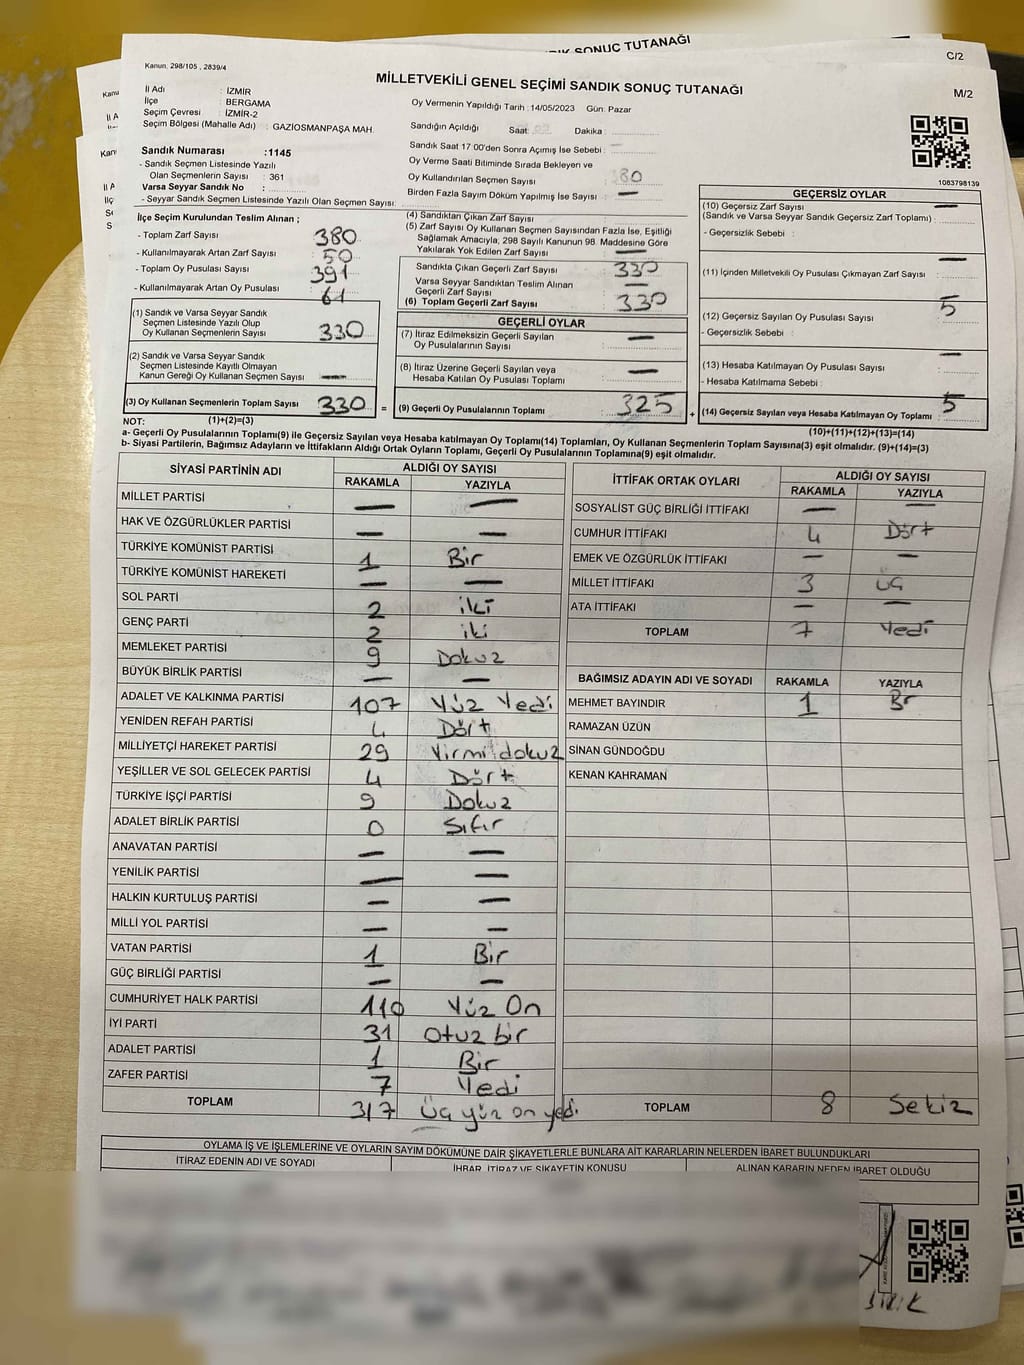 SONUÇ TUTANAĞI
C/2
Kanun. 298/105 , 2839/4
MİLLETVEKİLİ GENEL SEÇİMİ SANDIK SONUÇ TUTANAĞI
M/2
İl Adı : İZMİR
İlçe : BERGAMA
Seçim Çevresi : İZMİR-2
Seçim Bölgesi (Mahalle Adı) : GAZİOSMANPAŞA MAH.
Oy Vermenin Yapıldığı Tarih : 14/05/2023 Gün: Pazar
Sandığın Açıldığı Saat: Dakika :
Sandık Saat 17:00'den Sonra Açımış İse Sebebi : —
Oy Verme Saati Bitiminde Sırada Bekleyen ve
Oy Kullandırılan Seçmen Sayısı :
Birden Fazla Sayım Döküm Yapılmış İse Sayısı : —
1083798139
Sandık Numarası :1145
- Sandık Seçmen Listesinde Yazılı
Olan Seçmenlerin Sayısı : 361
Varsa Seyyar Sandık No :
- Seyyar Sandık Seçmen Listesinde Yazılı Olan Seçmen Sayısı:
İlçe Seçim Kurulundan Teslim Alınan ;
- Toplam Zarf Sayısı : 380
- Kullanılmayarak Artan Zarf Sayısı : 50
- Toplam Oy Pusulası Sayısı : 391
- Kullanılmayarak Artan Oy Pusulası : 61
(1) Sandık ve Varsa Seyyar Sandık
Seçmen Listesinde Yazılı Olup
Oy Kullanan Seçmenlerin Sayısı : 330
(2) Sandık ve Varsa Seyyar Sandık
Seçmen Listesinde Kayıtlı Olmayan
Kanun Gereği Oy Kullanan Seçmen Sayısı : —
(3) Oy Kullanan Seçmenlerin Toplam Sayısı 330 =
(1)+(2)=(3)
(4) Sandıktan Çıkan Zarf Sayısı :
(5) Zarf Sayısı Oy Kullanan Seçmen Sayısından Fazla İse, Eşitliği
Sağlamak Amacıyla; 298 Sayılı Kanunun 98. Maddesine Göre
Yakılarak Yok Edilen Zarf Sayısı : —
Sandıkta Çıkan Geçerli Zarf Sayısı : 330
Varsa Seyyar Sandıktan Teslim Alınan
Geçerli Zarf Sayısı : —
(6) Toplam Geçerli Zarf Sayısı : 330
GEÇERLİ OYLAR
(7) İtiraz Edilmeksizin Geçerli Sayılan
Oy Pusulalarının Sayısı : —
(8) İtiraz Üzerine Geçerli Sayılan veya
Hesaba Katılan Oy Pusulası Toplamı : —
(9) Geçerli Oy Pusulalarının Toplamı : 325 +
GEÇERSİZ OYLAR
(10) Geçersiz Zarf Sayısı : —
(Sandık ve Varsa Seyyar Sandık Geçersiz Zarf Toplamı)
- Geçersizlik Sebebi :
(11) İçinden Milletvekili Oy Pusulası Çıkmayan Zarf Sayısı : —
(12) Geçersiz Sayılan Oy Pusulası Sayısı : 5
- Geçersizlik Sebebi :
(13) Hesaba Katılmayan Oy Pusulası Sayısı : —
- Hesaba Katılmama Sebebi :
(14) Geçersiz Sayılan veya Hesaba Katılmayan Oy Toplamı : 5
(10)+(11)+(12)+(13)=(14)
NOT:
a- Geçerli Oy Pusulalarının Toplamı(9) ile Geçersiz Sayılan veya Hesaba katılmayan Oy Toplamı(14) Toplamları, Oy Kullanan Seçmenlerin Toplam Sayısına(3) eşit olmalıdır. (9)+(14)=(3)
b- Siyasi Partilerin, Bağımsız Adayların ve İttifakların Aldığı Ortak Oyların Toplamı, Geçerli Oy Pusulalarının Toplamına(9) eşit olmalıdır.
SİYASİ PARTİNİN ADI ALDIĞI OY SAYISI
RAKAMLA YAZIYLA
MİLLET PARTİSİ — —
HAK VE ÖZGÜRLÜKLER PARTİSİ — —
TÜRKİYE KOMÜNİST PARTİSİ 1 Bir
TÜRKİYE KOMÜNİST HAREKETİ — —
SOL PARTİ 2 iki
GENÇ PARTİ 2 iki
MEMLEKET PARTİSİ 9 Dokuz
BÜYÜK BİRLİK PARTİSİ — —
ADALET VE KALKINMA PARTİSİ 107 Yüz Yedi
YENİDEN REFAH PARTİSİ 4 Dört
MİLLİYETÇİ HAREKET PARTİSİ 29 Yirmi dokuz
YEŞİLLER VE SOL GELECEK PARTİSİ 4 Dört
TÜRKİYE İŞÇİ PARTİSİ 9 Dokuz
ADALET BİRLİK PARTİSİ 0 Sıfır
ANAVATAN PARTİSİ — —
YENİLİK PARTİSİ — —
HALKIN KURTULUŞ PARTİSİ — —
MİLLİ YOL PARTİSİ — —
VATAN PARTİSİ 1 Bir
GÜÇ BİRLİĞİ PARTİSİ — —
CUMHURİYET HALK PARTİSİ 110 Yüz On
İYİ PARTİ 31 Otuz bir
ADALET PARTİSİ 1 Bir
ZAFER PARTİSİ 7 Yedi
TOPLAM 317 Üç yüz on yedi
İTTİFAK ORTAK OYLARI ALDIĞI OY SAYISI
RAKAMLA YAZIYLA
SOSYALİST GÜÇ BİRLİĞİ İTTİFAKI — —
CUMHUR İTTİFAKI 4 Dört
EMEK VE ÖZGÜRLÜK İTTİFAKI — —
MİLLET İTTİFAKI 3 Üç
ATA İTTİFAKI — —
TOPLAM 7 Yedi
BAĞIMSIZ ADAYIN ADI VE SOYADI RAKAMLA YAZIYLA
MEHMET BAYINDIR 1 Br
RAMAZAN ÜZÜN
SİNAN GÜNDOĞDU
KENAN KAHRAMAN
TOPLAM 8 Sekiz
OYLAMA İŞ VE İŞLEMLERİNE VE OYLARIN SAYIM DÖKÜMÜNE DAİR ŞİKAYETLERLE BUNLARA AİT KARARLARIN NELERDEN İBARET BULUNDUKLARI
İTİRAZ EDENİN ADI VE SOYADI İHBAR, İTİRAZ VE ŞİKAYETİN KONUSU ALINAN KARARIN NEDEN İBARET OLDUĞU